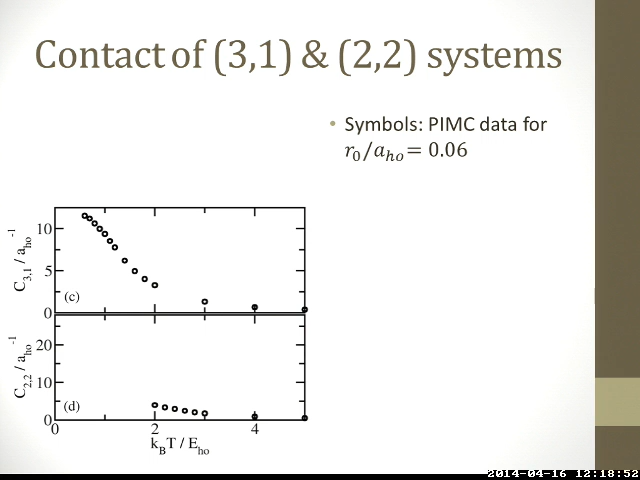 Contact of (3,1) & (2,2) systems
• Symbols: PIMC data for
r₀/aₕₒ = 0.06
C₃,₁ / aₕₒ⁻¹
10
5
0
(c)
C₂,₂ / aₕₒ⁻¹
20
10
0
(d)
0 2 4
k_BT / Eₕₒ
2014-04-16 12:18:52